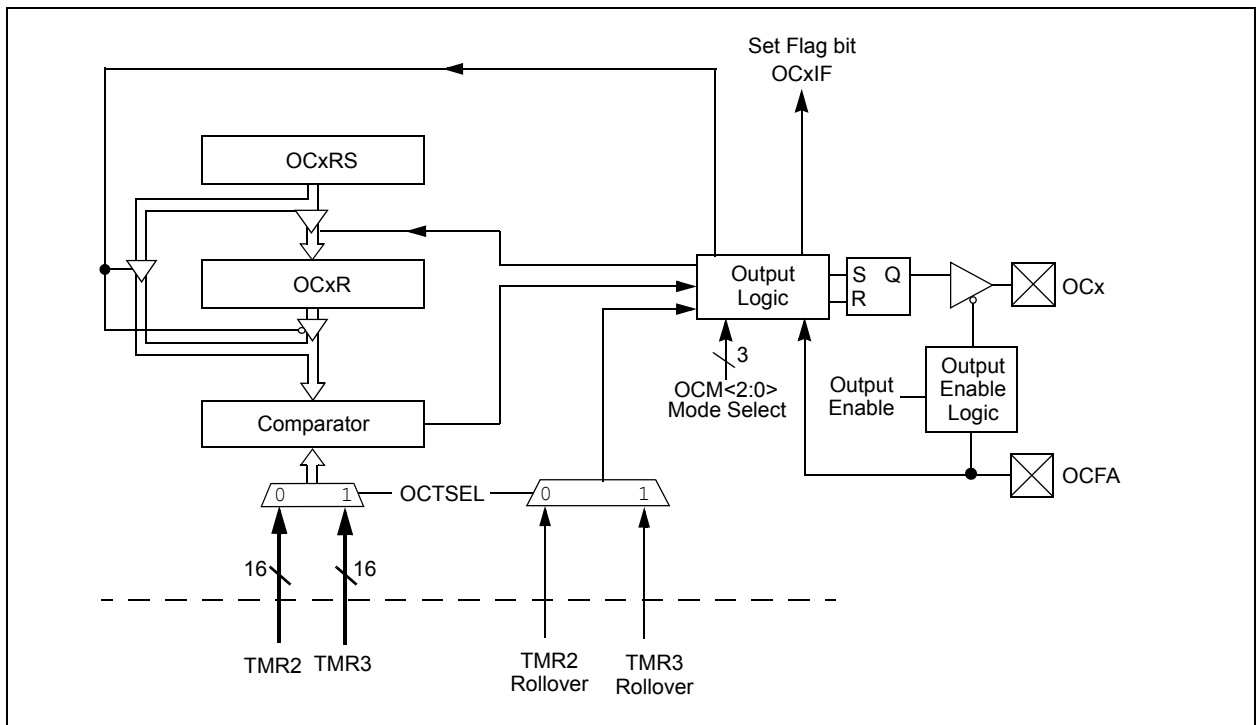 Set Flag bit
OCxIF
OCxRS
OCxR
Output
Logic
S Q
R
OCx
3
OCM<2:0>
Mode Select
Output
Enable
Output
Enable
Logic
Comparator
OCFA
0 1
OCTSEL
0 1
16
16
TMR2
TMR3
TMR2
Rollover
TMR3
Rollover